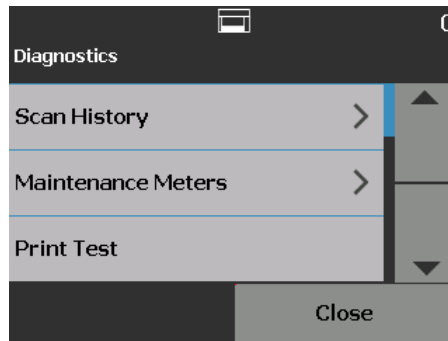 Diagnostics
Scan History
Maintenance Meters
Print Test
Close